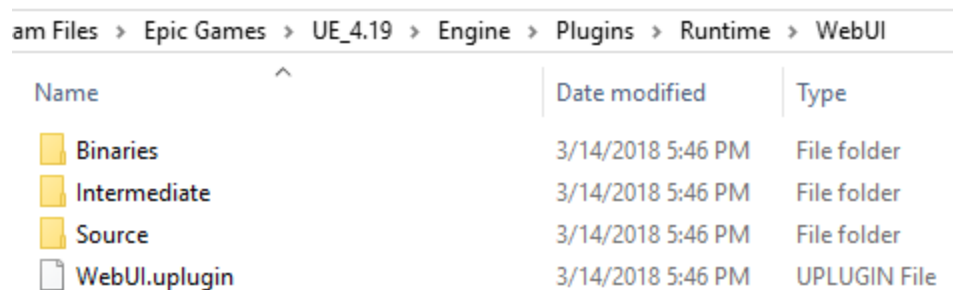 am Files > Epic Games > UE_4.19 > Engine > Plugins > Runtime > WebUI
Name Date modified Type
Binaries 3/14/2018 5:46 PM File folder
Intermediate 3/14/2018 5:46 PM File folder
Source 3/14/2018 5:46 PM File folder
WebUI.uplugin 3/14/2018 5:46 PM UPLUGIN File